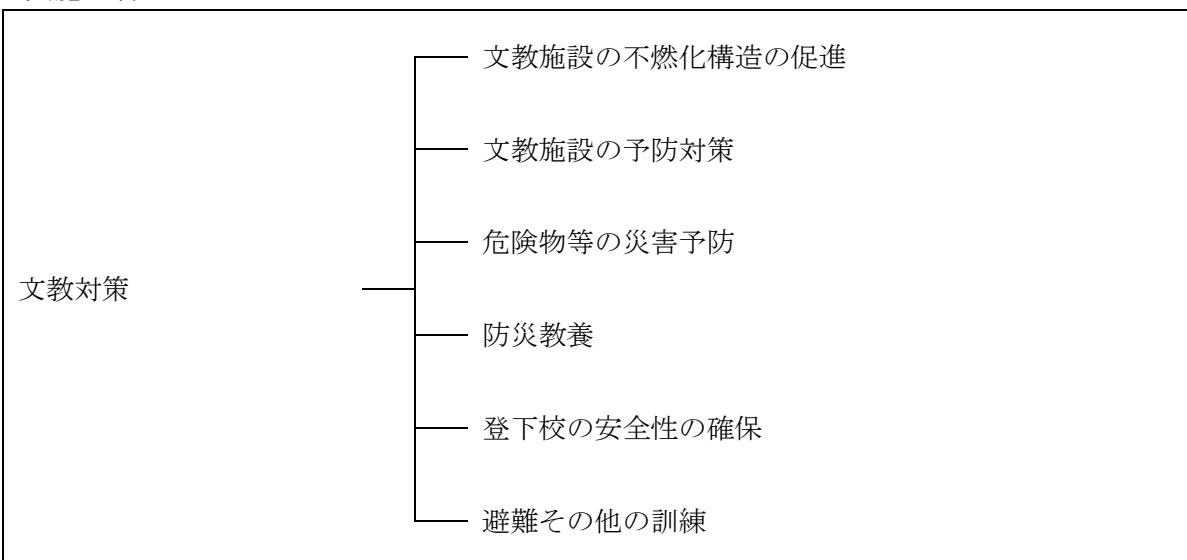 文教施設の不燃化構造の促進
文教施設の予防対策
危険物等の災害予防
文教対策
防災教養
登下校の安全性の確保
避難その他の訓練